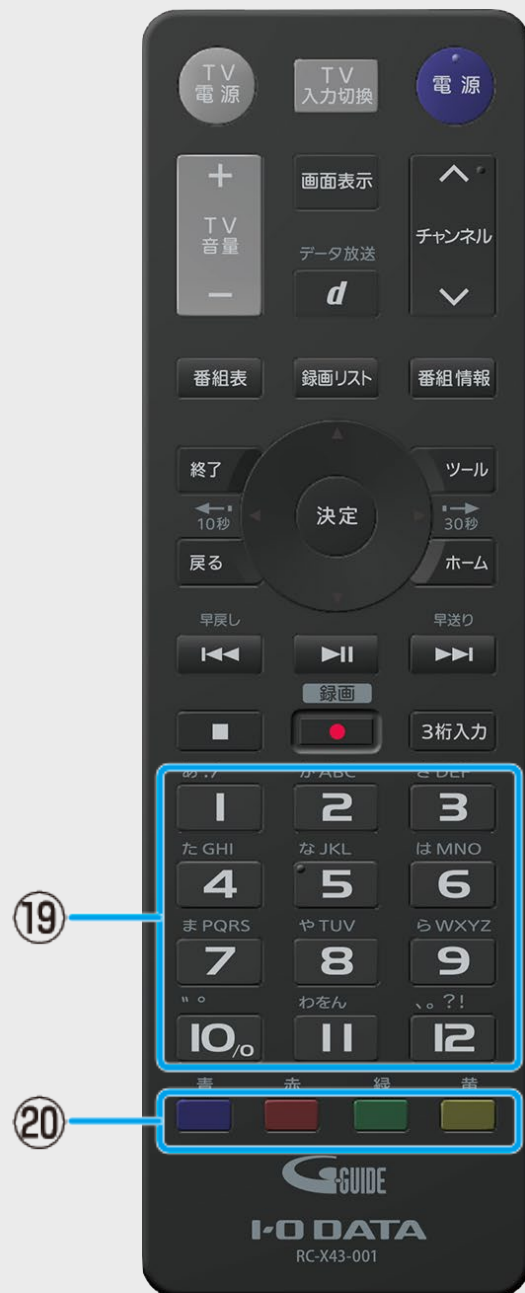 TV
電源
TV
入力切換
電源
+
TV
音量
−
画面表示
データ放送
d
チャンネル
番組表
録画リスト
番組情報
終了
ツール
10秒
決定
30秒
戻る
ホーム
早戻し
早送り
録画
3桁入力
あ./
か ABC
さ DEF
1
2
3
た GHI
な JKL
は MNO
4
5
6
⑲
ま PQRS
や TUV
ら WXYZ
7
8
9
゛゜
わをん
、。?!
10/0
11
12
青
赤
緑
黄
⑳
G-GUIDE
I-O DATA
RC-X43-001